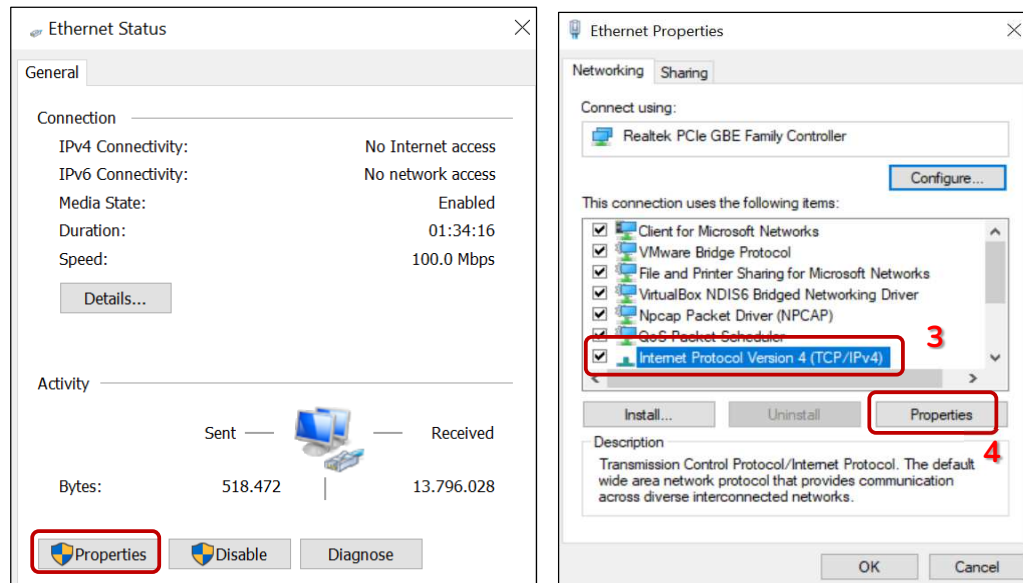 Ethernet Status
General
Connection
IPv4 Connectivity: No Internet access
IPv6 Connectivity: No network access
Media State: Enabled
Duration: 01:34:16
Speed: 100.0 Mbps
Details...
Activity
Sent — — Received
Bytes: 518.472 13.796.028
Properties Disable Diagnose
Ethernet Properties
Networking Sharing
Connect using:
Realtek PCIe GBE Family Controller
Configure...
This connection uses the following items:
Client for Microsoft Networks
VMware Bridge Protocol
File and Printer Sharing for Microsoft Networks
VirtualBox NDIS6 Bridged Networking Driver
Npcap Packet Driver (NPCAP)
QoS Packet Scheduler
Internet Protocol Version 4 (TCP/IPv4)
3
Install... Uninstall Properties
4
Description
Transmission Control Protocol/Internet Protocol. The default
wide area network protocol that provides communication
across diverse interconnected networks.
OK Cancel